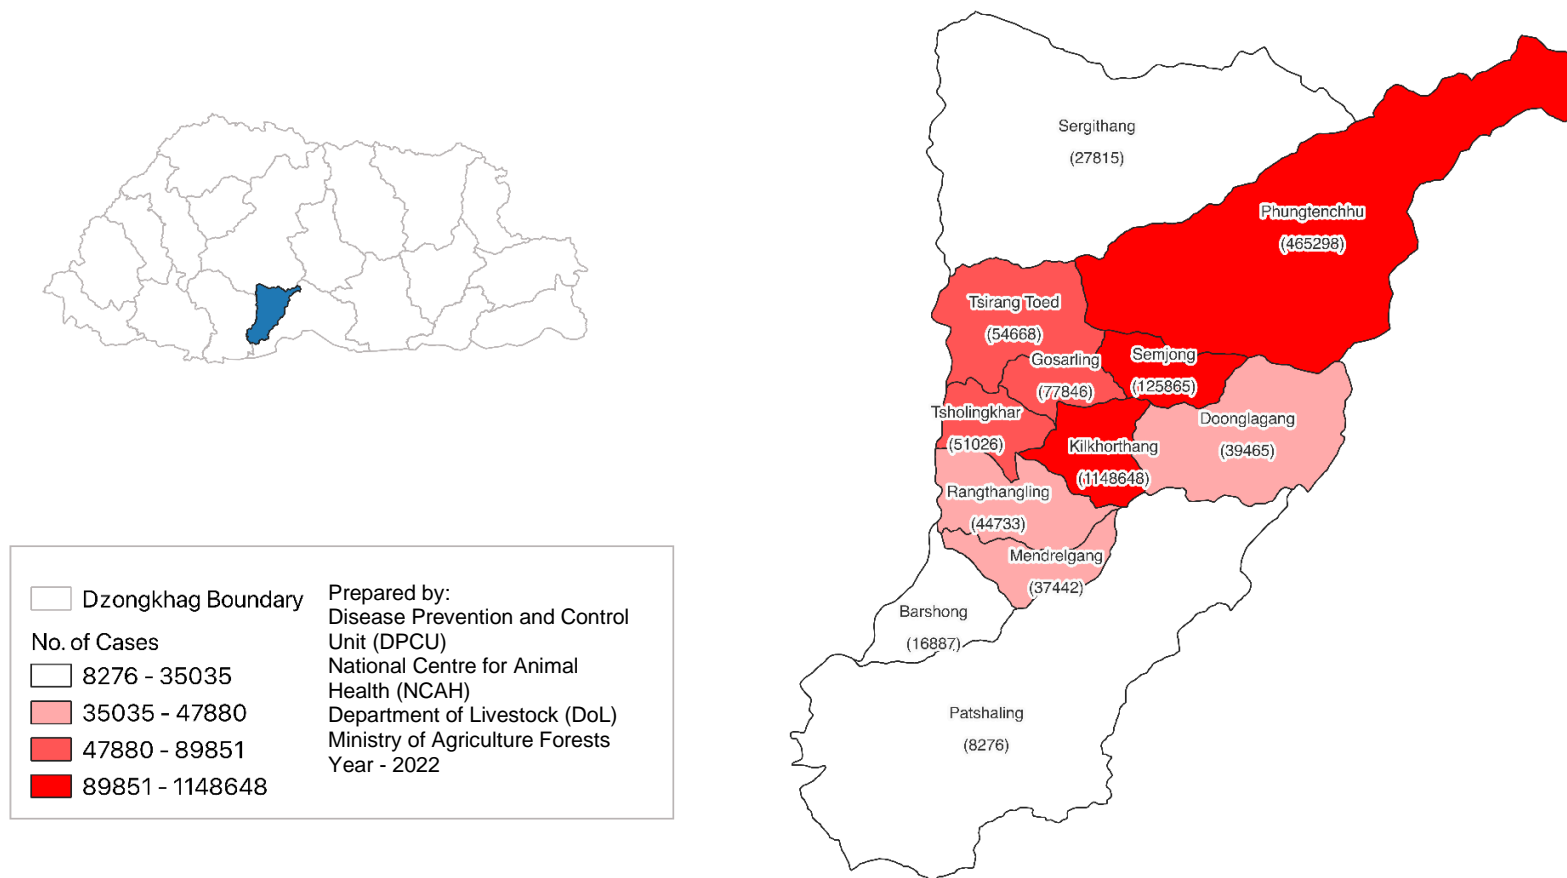 Sergithang
(27815)
Phungtenchhu
(465298)
Tsirang Toed
(54668)
Gosarling
(77846)
Semjong
(125865)
Tsholingkhar
(51026)
Kilkhorthang
(1148648)
Doonglagang
(39465)
Rangthangling
(44733)
Mendrelgang
(37442)
Barshong
(16887)
Patshaling
(8276)
Dzongkhag Boundary
No. of Cases
8276 - 35035
35035 - 47880
47880 - 89851
89851 - 1148648
Prepared by:
Disease Prevention and Control
Unit (DPCU)
National Centre for Animal
Health (NCAH)
Department of Livestock (DoL)
Ministry of Agriculture Forests
Year - 2022